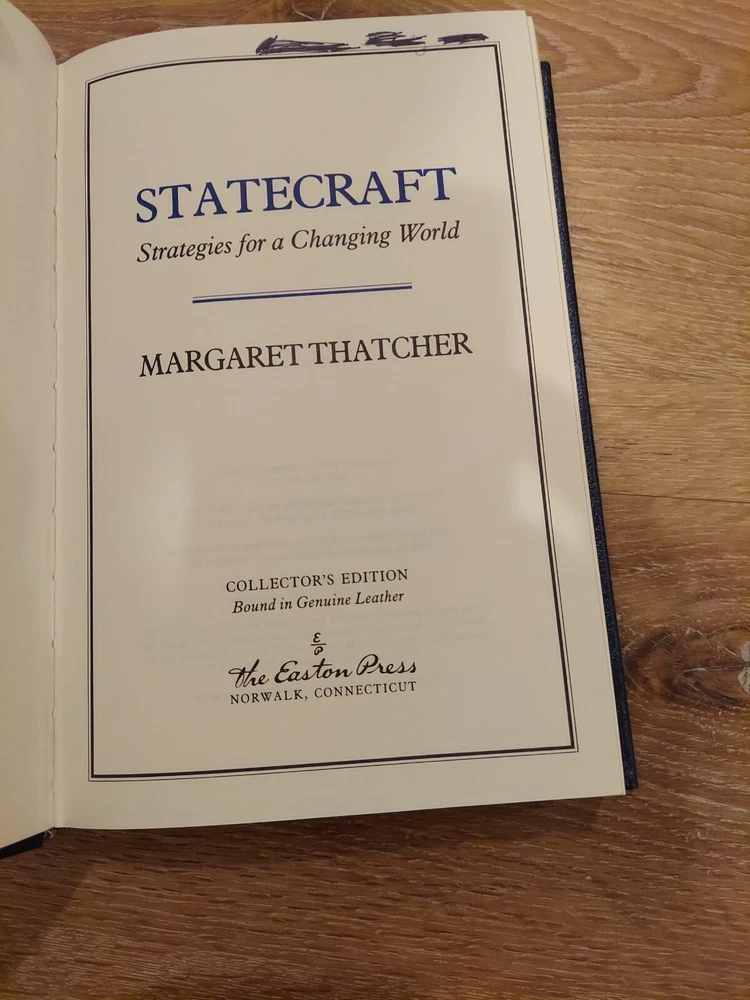 STATECRAFT
Strategies for a Changing World
MARGARET THATCHER
COLLECTOR'S EDITION
Bound in Genuine Leather
E
P
the Easton Press
NORWALK, CONNECTICUT